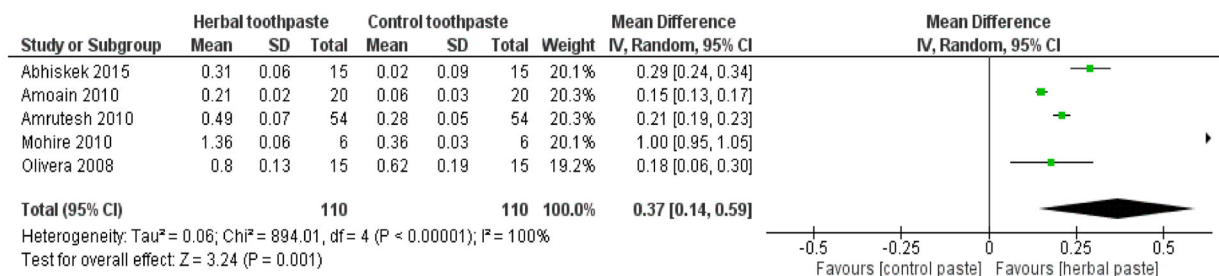 Herbal toothpaste Control toothpaste Mean Difference Mean Difference
Study or Subgroup Mean SD Total Mean SD Total Weight IV, Random, 95% CI IV, Random, 95% CI
Abhiskek 2015 0.31 0.06 15 0.02 0.09 15 20.1% 0.29 [0.24, 0.34]
Amoain 2010 0.21 0.02 20 0.06 0.03 20 20.3% 0.15 [0.13, 0.17]
Amrutesh 2010 0.49 0.07 54 0.28 0.05 54 20.3% 0.21 [0.19, 0.23]
Mohire 2010 1.36 0.06 6 0.36 0.03 6 20.1% 1.00 [0.95, 1.05]
Olivera 2008 0.8 0.13 15 0.62 0.19 15 19.2% 0.18 [0.06, 0.30]
Total (95% CI) 110 110 100.0% 0.37 [0.14, 0.59]
Heterogeneity: Tau² = 0.06; Chi² = 894.01, df = 4 (P < 0.00001); I² = 100%
Test for overall effect: Z = 3.24 (P = 0.001)
-0.5 -0.25 0 0.25 0.5
Favours [control paste] Favours [herbal paste]